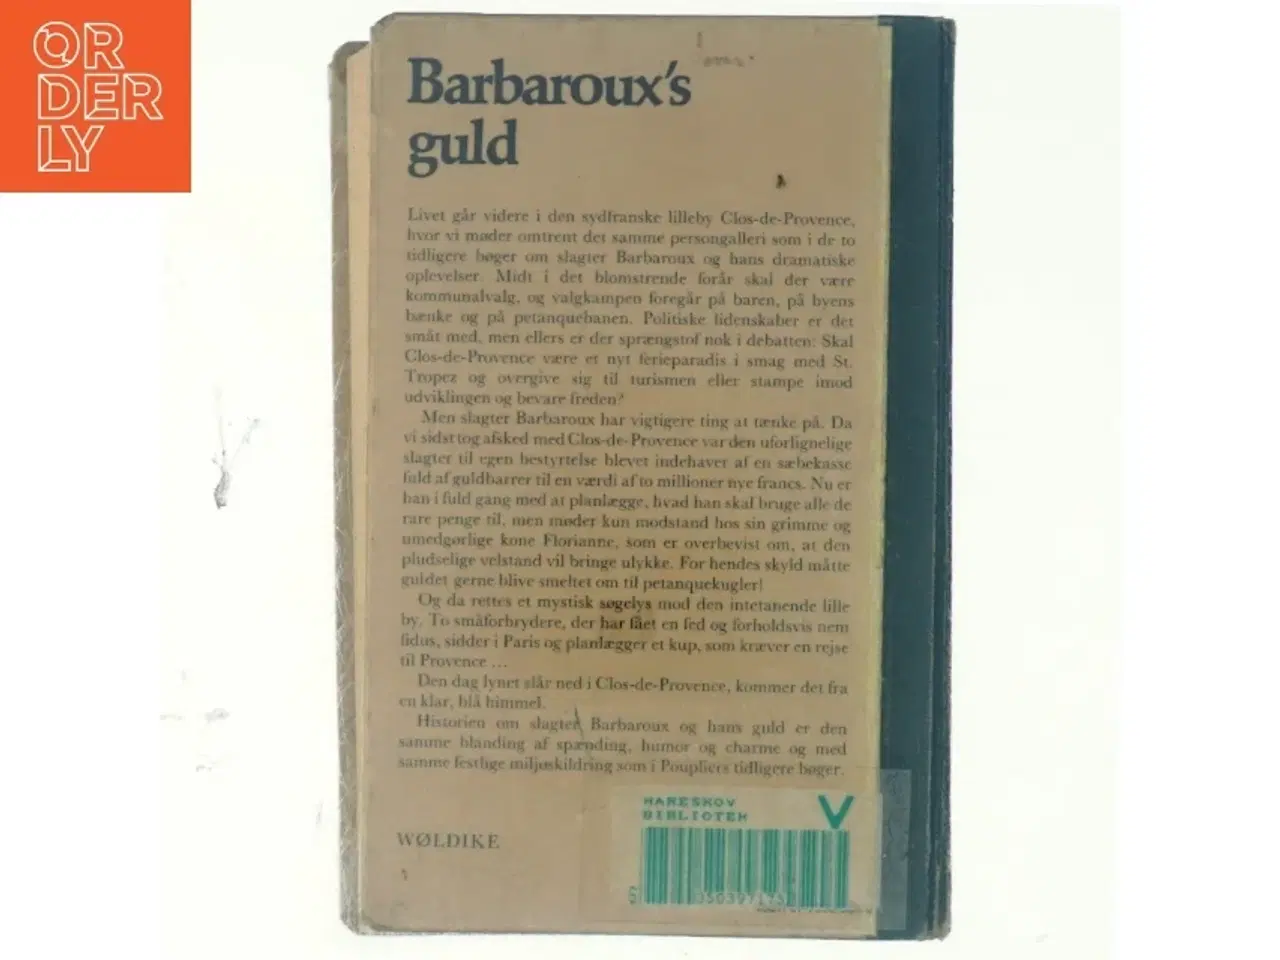 OR
DER
LY
Barbaroux's
guld
Livet går videre i den sydfranske lilleby Clos-de-Provence,
hvor vi møder omtrent det samme persongalleri som i de to
tidligere bøger om slagter Barbaroux og hans dramatiske
oplevelser. Midt i det blomstrende forår skal der være
kommunalvalg, og valgkampen foregår på baren, på byens
bænke og på petanquebanen. Politiske lidenskaber er det
småt med, men ellers er der sprængstof nok i debatten: Skal
Clos-de-Provence være et nyt ferieparadis i smag med St.
Tropez og overgive sig til turismen eller stampe imod
udviklingen og bevare freden?
Men slagter Barbaroux har vigtigere ting at tænke på. Da
vi sidst tog afsked med Clos-de-Provence var den uforlignelige
slagter til egen bestyrtelse blevet indehaver af en sæbekasse
fuld af guldbarrer til en værdi af to millioner nye francs. Nu er
han i fuld gang med at planlægge, hvad han skal bruge alle de
rare penge til, men møder kun modstand hos sin grimme og
umedgørlige kone Florianne, som er overbevist om, at den
pludselige velstand vil bringe ulykke. For hendes skyld måtte
guldet gerne blive smeltet om til petanquekugler!
Og da rettes et mystisk søgelys mod den intetanende lille
by. To småforbrydere, der har fået en fed og forholdsvis nem
fidus, sidder i Paris og planlægger et kup, som kræver en rejse
til Provence ...
Den dag lynet slår ned i Clos-de-Provence, kommer det fra
en klar, blå himmel.
Historien om slagter Barbaroux og hans guld er den
samme blanding af spænding, humor og charme og med
samme festlige miljøskildring som i Poupliers tidligere bøger.
HARESKOV
BIBLIOTEK
V
WØLDIKE